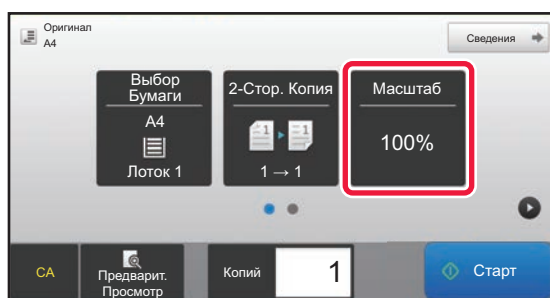 Оригинал
A4
Сведения
Выбор
Бумаги
A4
Лоток 1
2-Стор. Копия
1 → 1
Масштаб
100%
CA
Предварит.
Просмотр
Копий
1
Старт